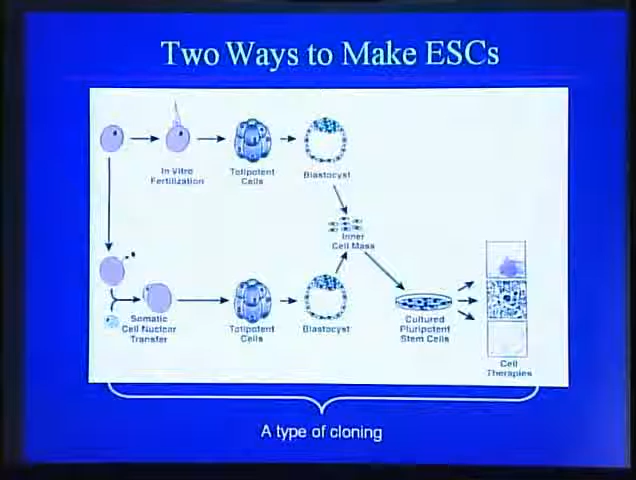 Two Ways to Make ESCs
In Vitro
Fertilization
Totipotent
Cells
Blastocyst
Inner
Cell Mass
Somatic
Cell Nuclear
Transfer
Totipotent
Cells
Blastocyst
Cultured
Pluripotent
Stem Cells
Cell
Therapies
A type of cloning